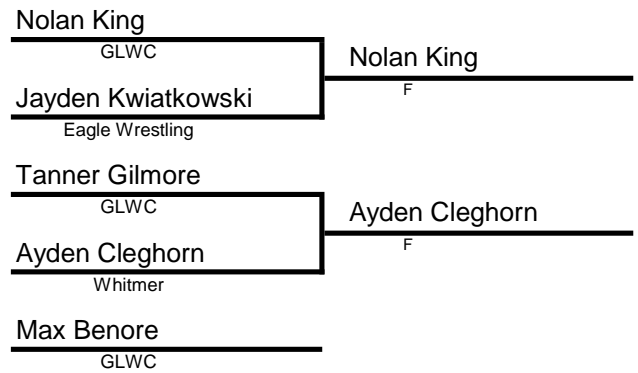 Nolan King
GLWC
Nolan King
F
Jayden Kwiatkowski
Eagle Wrestling
Tanner Gilmore
GLWC
Ayden Cleghorn
F
Ayden Cleghorn
Whitmer
Max Benore
GLWC